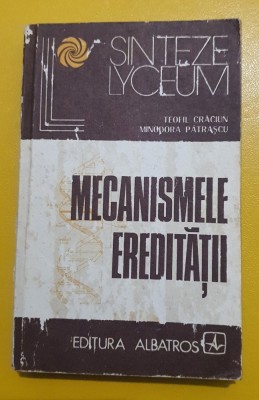 SINTEZE
LYCEUM
TEOFIL CRĂCIUN
MINODORA PĂTRAȘCU
MECANISMELE
EREDITĂȚII
EDITURA ALBATROS